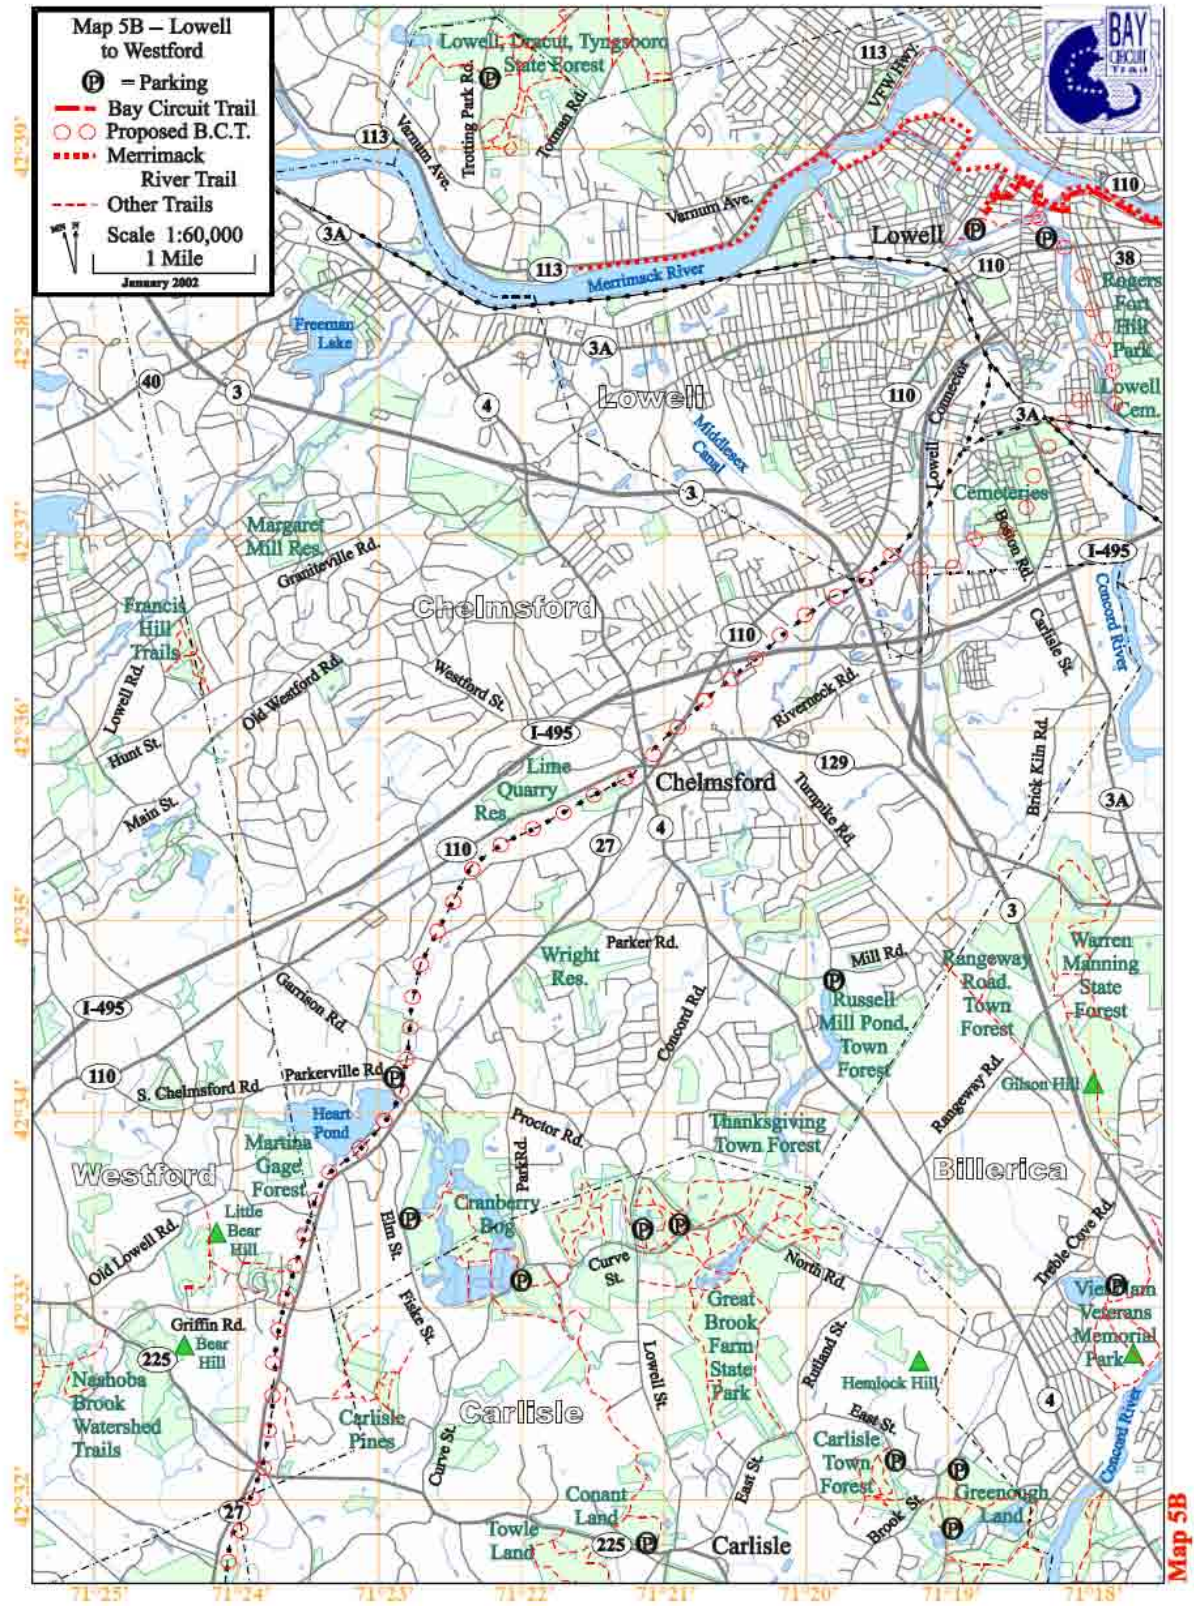 Map 5B – Lowell
to Westford
P = Parking
Bay Circuit Trail
Proposed B.C.T.
Merrimack
River Trail
Other Trails
MN N
Scale 1:60,000
1 Mile
January 2002
BAY
CIRCUIT
TRAIL
Lowell, Dracut, Tyngsboro
State Forest
P
113
VFW Hwy.
Trotting Park Rd.
Totman Rd.
113
Varnum Ave.
Varnum Ave.
110
3A
Lowell
P
P
113
Merrimack River
110
38
Rogers
Fort
Hill
Park
Freeman
Lake
3A
40
3
4
Lowell
110
Lowell Connector
Lowell
Cem.
3A
Middlesex
Canal
3
Cemeteries
Margaret
Mill Res.
Graniteville Rd.
Boston Rd.
I-495
Francis
Hill
Trails
Chelmsford
110
Concord River
Carlisle St.
Lowell Rd.
Old Westford Rd.
Westford St.
Riverneck Rd.
Hunt St.
I-495
Lime
Quarry
Res.
129
Chelmsford
Brick Kiln Rd.
Main St.
Turnpike Rd.
3A
4
27
110
3
Parker Rd.
Wright
Res.
Mill Rd.
P
Rangeway
Road.
Town
Forest
Warren
Manning
State
Forest
Russell
Mill Pond,
Town
Forest
I-495
Garrison Rd.
Concord Rd.
110
Parkerville Rd.
P
S. Chelmsford Rd.
Gilson Hill
Rangeway Rd.
Heart
Pond
Proctor Rd.
Thanksgiving
Town Forest
Martina
Gage
Forest
ParkRd.
Westford
Billerica
Little
Bear
Hill
Cranberry
Bog
P
P
P
Elm St.
Old Lowell Rd.
Curve
St.
North Rd.
Treble Cove Rd.
P
P
Vietnam
Veterans
Memorial
Park
Great
Brook
Farm
State
Park
Griffin Rd.
Bear
Hill
225
Fiske St.
Lowell St.
Rutland St.
Hemlock Hill
Nashoba
Brook
Watershed
Trails
Carlisle
Pines
Carlisle
4
East St.
Carlisle
Town
Forest
P
P
Concord River
Curve St.
East St.
Conant
Land
Greenough
Land
27
Brook St
P
Towle
Land
225
P
Carlisle
Map 5B
42°39'
42°38'
42°37'
42°36'
42°35'
42°34'
42°33'
42°32'
71°25' 71°24' 71°23' 71°22' 71°21' 71°20' 71°19' 71°18'